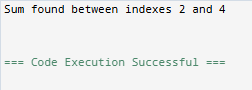 Sum found between indexes 2 and 4
=== Code Execution Successful ===